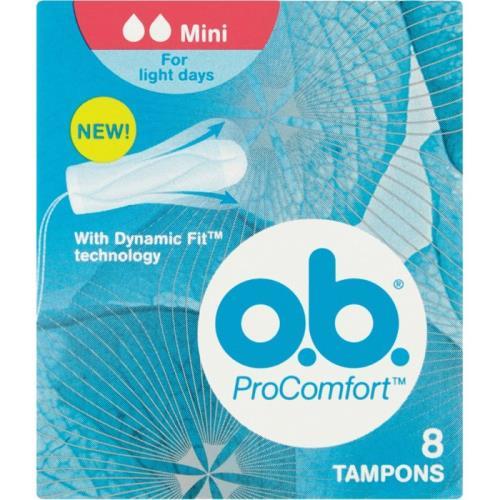 Mini
For
light days
NEW!
With Dynamic Fit™
technology
o.b.®
ProComfort™
8
TAMPONS